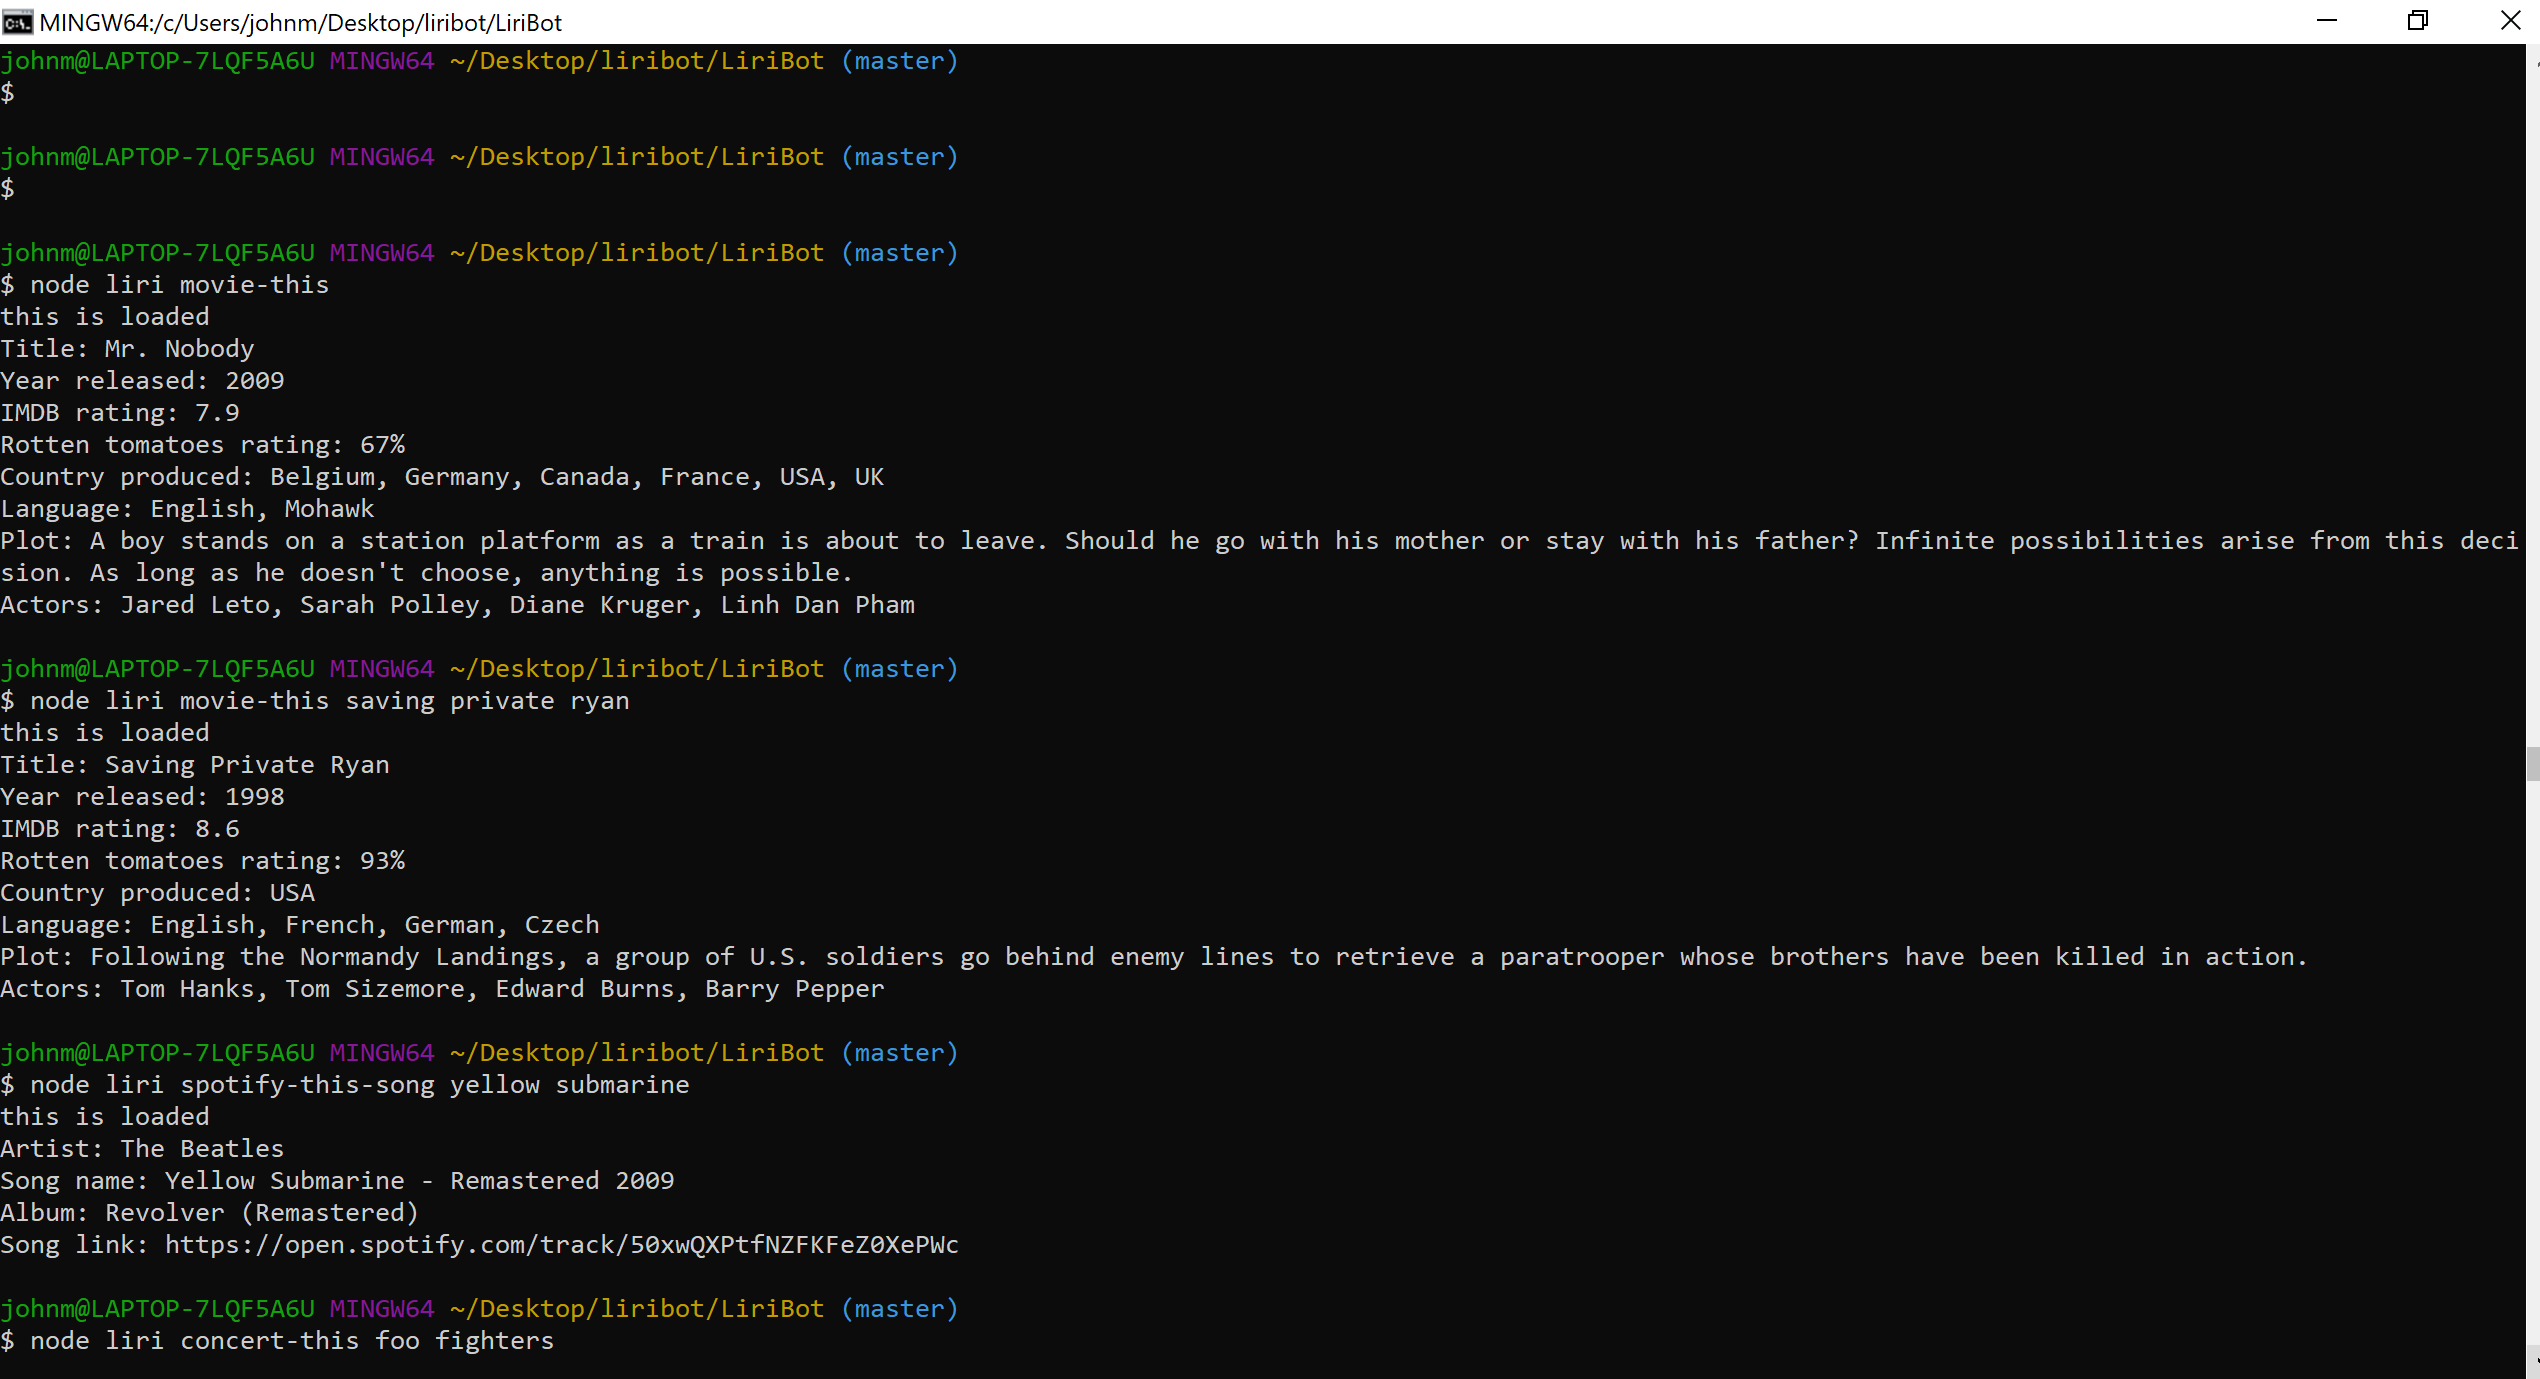 MINGW64:/c/Users/johnm/Desktop/liribot/LiriBot
johnm@LAPTOP-7LQF5A6U MINGW64 ~/Desktop/liribot/LiriBot (master)
$
johnm@LAPTOP-7LQF5A6U MINGW64 ~/Desktop/liribot/LiriBot (master)
$
johnm@LAPTOP-7LQF5A6U MINGW64 ~/Desktop/liribot/LiriBot (master)
$ node liri movie-this
this is loaded
Title: Mr. Nobody
Year released: 2009
IMDB rating: 7.9
Rotten tomatoes rating: 67%
Country produced: Belgium, Germany, Canada, France, USA, UK
Language: English, Mohawk
Plot: A boy stands on a station platform as a train is about to leave. Should he go with his mother or stay with his father? Infinite possibilities arise from this deci
sion. As long as he doesn't choose, anything is possible.
Actors: Jared Leto, Sarah Polley, Diane Kruger, Linh Dan Pham
johnm@LAPTOP-7LQF5A6U MINGW64 ~/Desktop/liribot/LiriBot (master)
$ node liri movie-this saving private ryan
this is loaded
Title: Saving Private Ryan
Year released: 1998
IMDB rating: 8.6
Rotten tomatoes rating: 93%
Country produced: USA
Language: English, French, German, Czech
Plot: Following the Normandy Landings, a group of U.S. soldiers go behind enemy lines to retrieve a paratrooper whose brothers have been killed in action.
Actors: Tom Hanks, Tom Sizemore, Edward Burns, Barry Pepper
johnm@LAPTOP-7LQF5A6U MINGW64 ~/Desktop/liribot/LiriBot (master)
$ node liri spotify-this-song yellow submarine
this is loaded
Artist: The Beatles
Song name: Yellow Submarine - Remastered 2009
Album: Revolver (Remastered)
Song link: https://open.spotify.com/track/50xwQXPtfNZFKFeZ0XePWc
johnm@LAPTOP-7LQF5A6U MINGW64 ~/Desktop/liribot/LiriBot (master)
$ node liri concert-this foo fighters